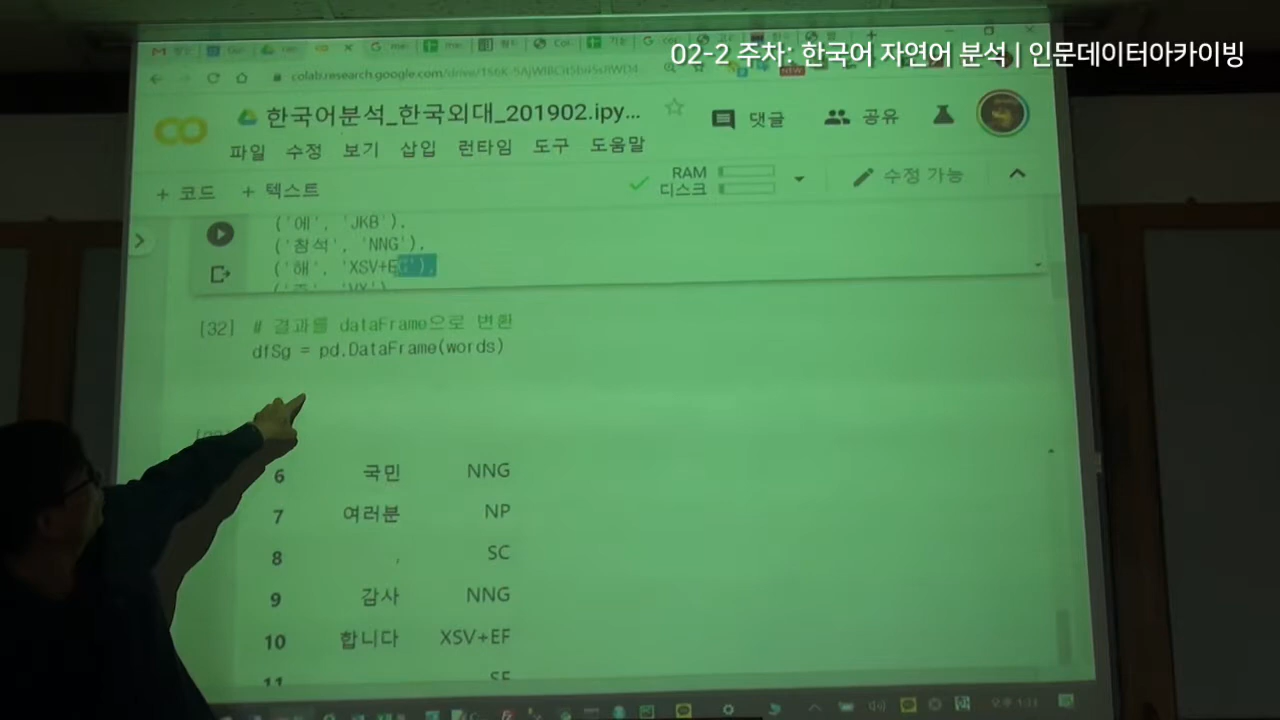 02-2 주차: 한국어 자연어 분석 | 인문데이터아카이빙
colab.research.google.com/drive/
한국어분석_한국외대_201902.ipy...
댓글
공유
파일 수정 보기 삽입 런타임 도구 도움말
+ 코드 + 텍스트
RAM
디스크
수정 가능
('에', 'JKB'),
('참석', 'NNG'),
('해', 'XSV+EC'),
[32] # 결과를 dataFrame으로 변환
dfSg = pd.DataFrame(words)
6 국민 NNG
7 여러분 NP
8 , SC
9 감사 NNG
10 합니다 XSV+EF
11 SF